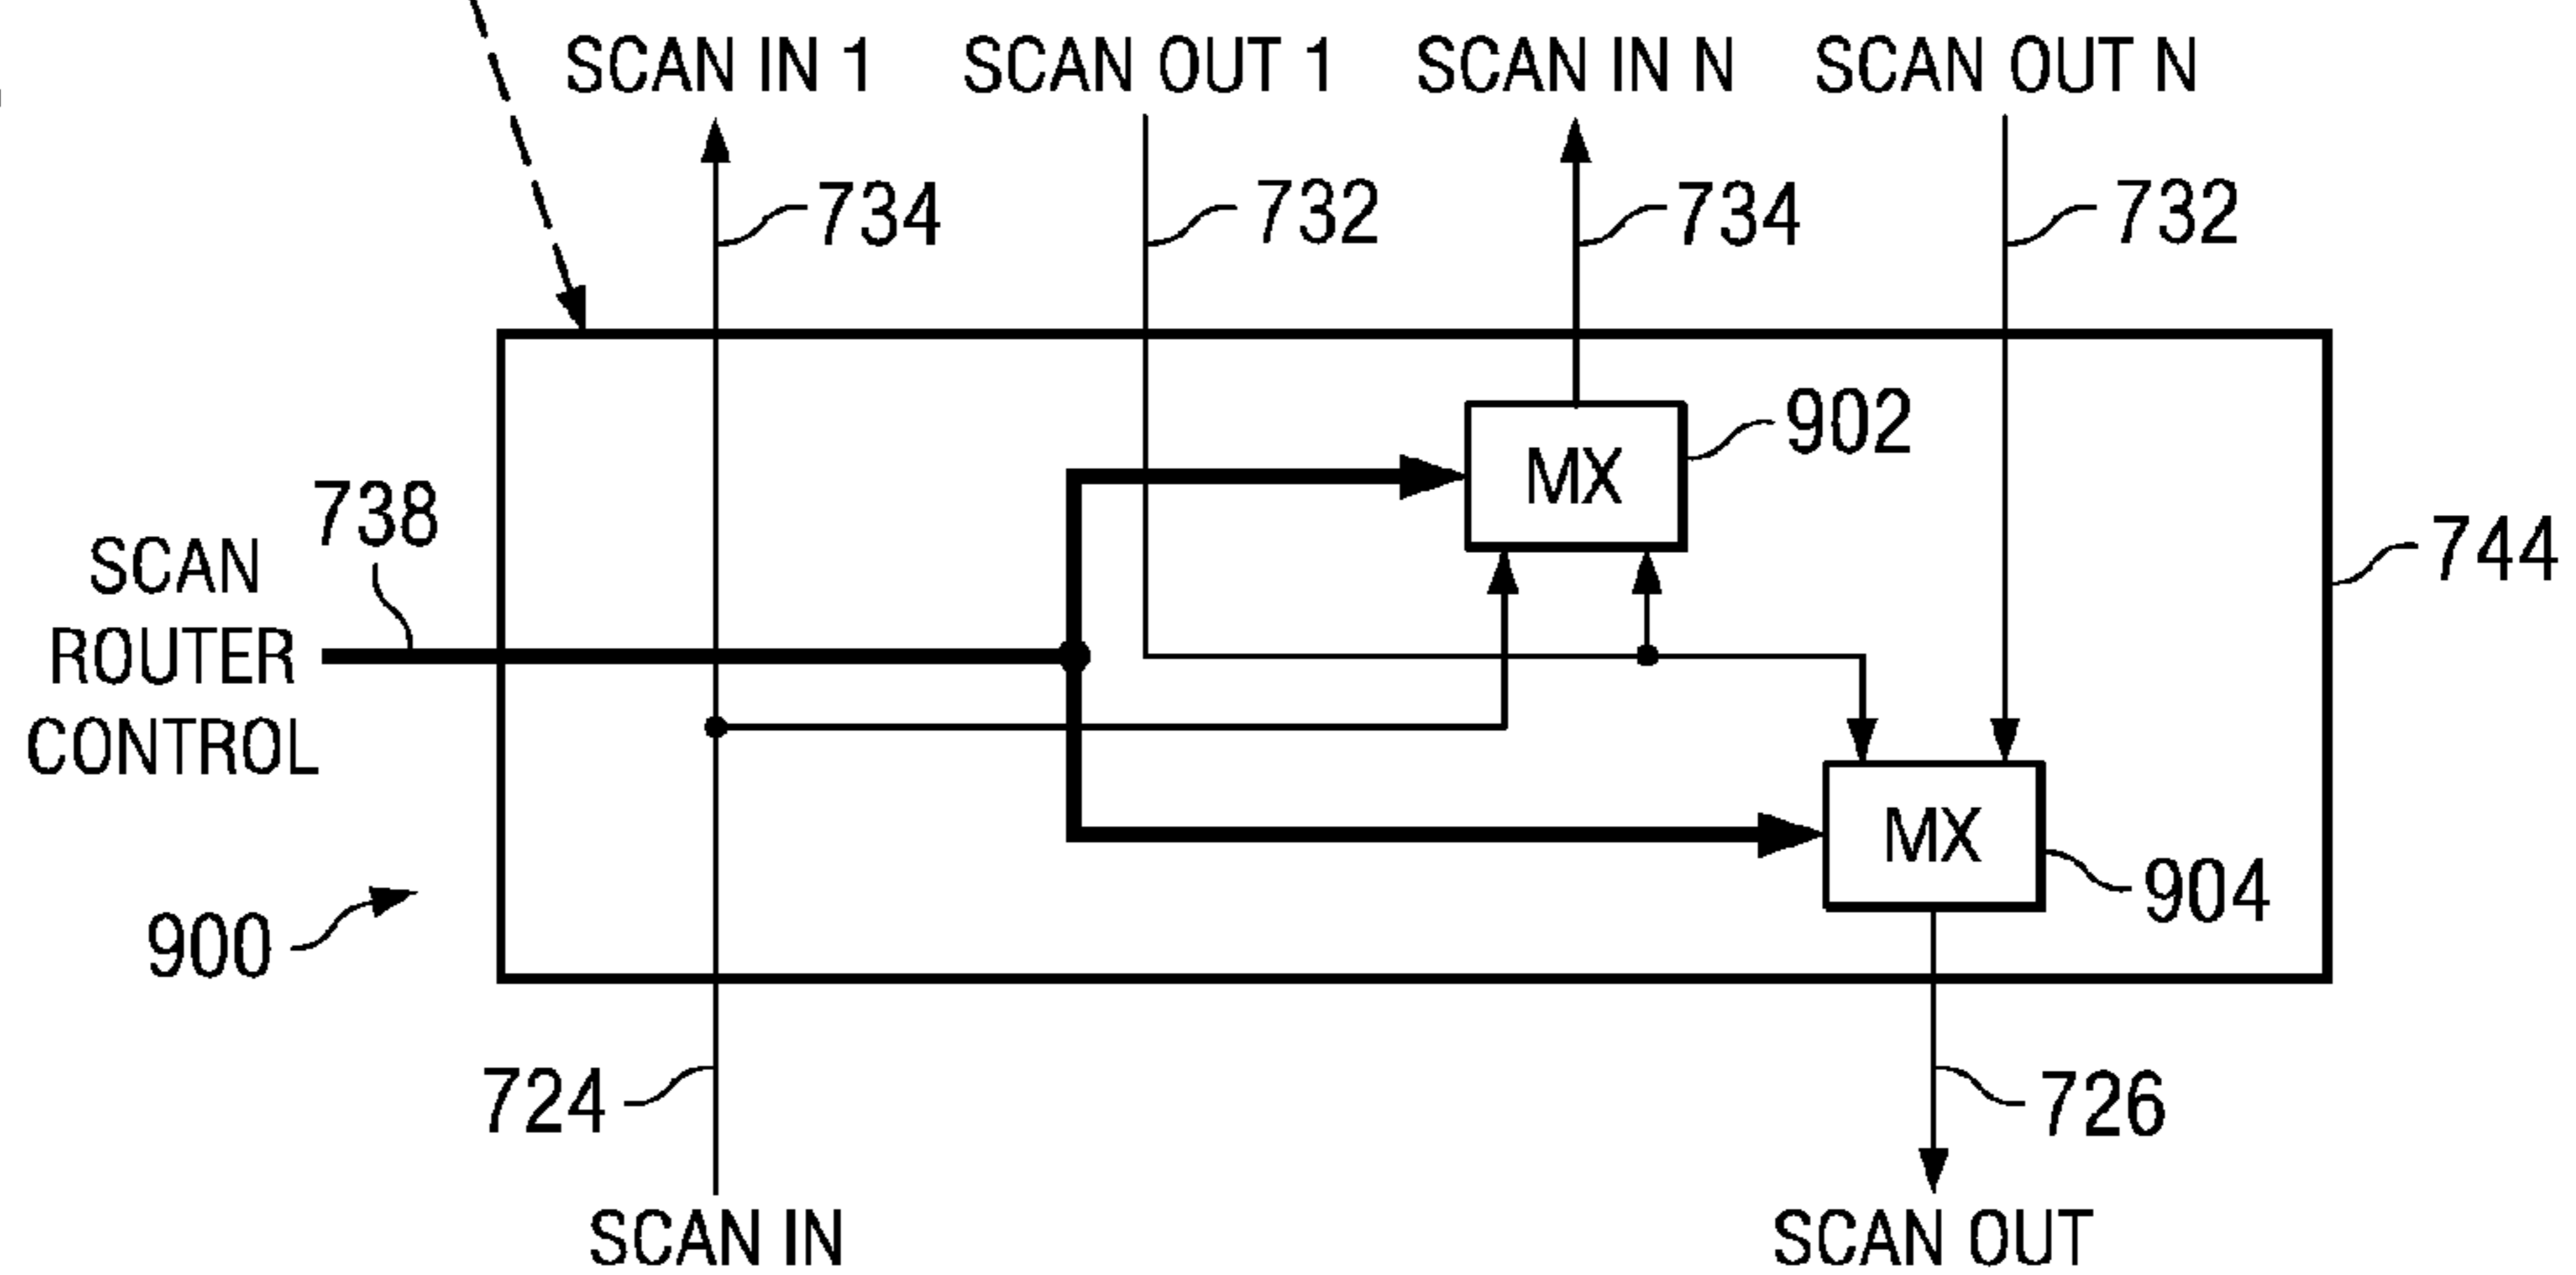 SCAN IN 1 SCAN OUT 1 SCAN IN N SCAN OUT N
734 732 734 732
902
MX
738
SCAN
ROUTER
CONTROL
744
MX
904
900
724
726
SCAN IN SCAN OUT